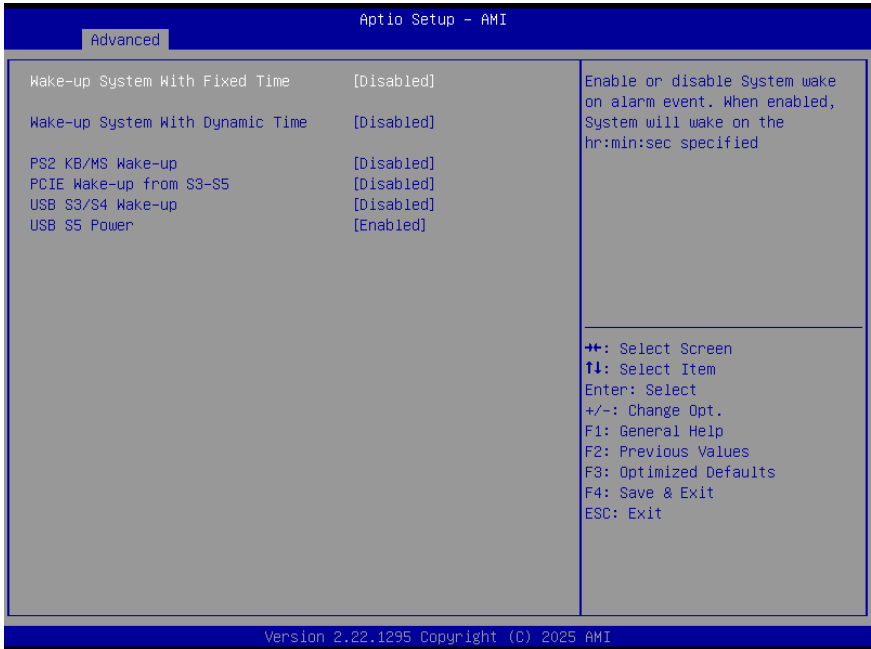 Aptio Setup – AMI
Advanced
Wake-up System With Fixed Time [Disabled]
Wake-up System With Dynamic Time [Disabled]
PS2 KB/MS Wake-up [Disabled]
PCIE Wake-up from S3-S5 [Disabled]
USB S3/S4 Wake-up [Disabled]
USB S5 Power [Enabled]
Enable or disable System wake
on alarm event. When enabled,
System will wake on the
hr:min:sec specified
→←: Select Screen
↑↓: Select Item
Enter: Select
+/-: Change Opt.
F1: General Help
F2: Previous Values
F3: Optimized Defaults
F4: Save & Exit
ESC: Exit
Version 2.22.1295 Copyright (C) 2025 AMI